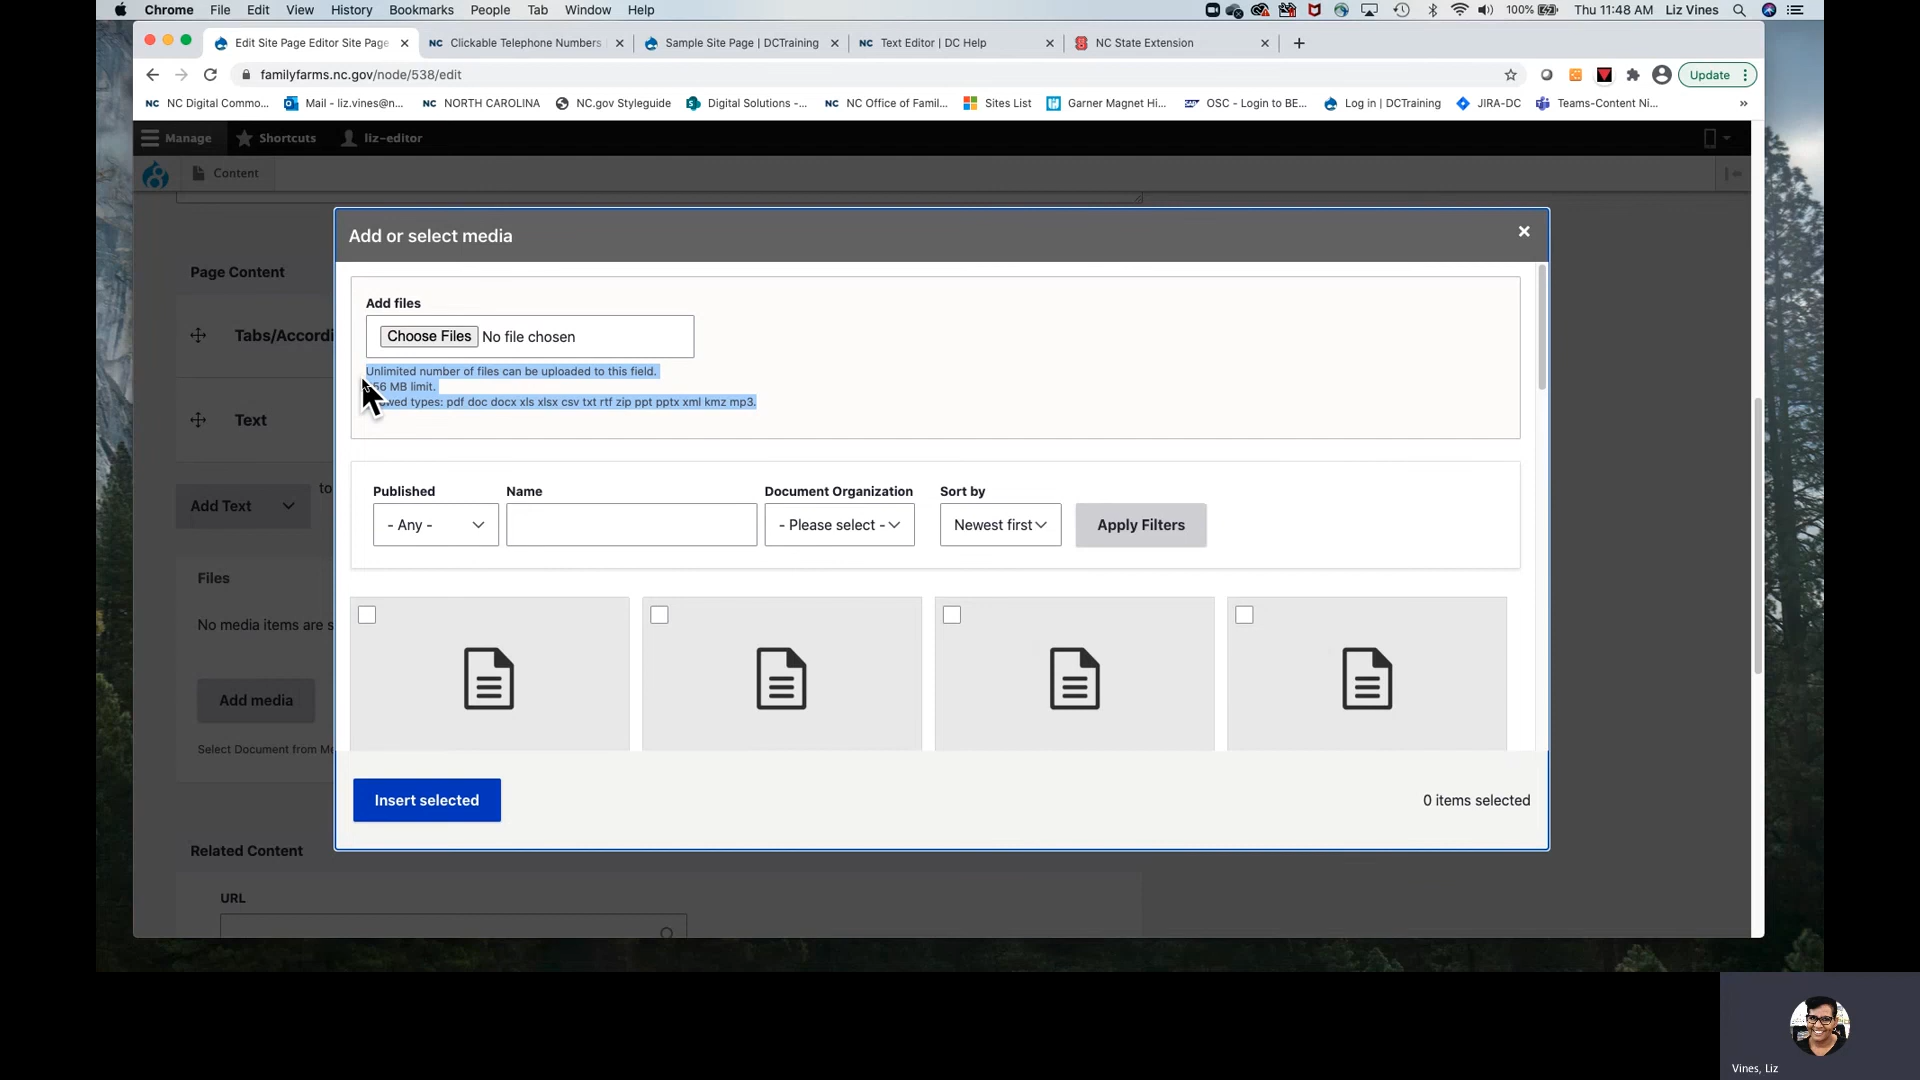 Chrome File Edit View History Bookmarks People Tab Window Help 100% Thu 11:48 AM Liz Vines
Edit Site Page Editor Site Page Clickable Telephone Numbers Sample Site Page | DCTraining NC Text Editor | DC Help NC State Extension
familyfarms.nc.gov/node/538/edit Update
NC Digital Commo... Mail - liz.vines@n... NORTH CAROLINA NC.gov Styleguide Digital Solutions -... NC Office of Famil... Sites List Garner Magnet Hi... OSC - Login to BE... Log in | DCTraining JIRA-DC Teams-Content Ni... »
Manage Shortcuts liz-editor
Content
Add or select media
Page Content
Add files
Tabs/Accordi
Choose Files No file chosen
Unlimited number of files can be uploaded to this field.
56 MB limit.
wed types: pdf doc docx xls xlsx csv txt rtf zip ppt pptx xml kmz mp3.
Text
Add Text to
Published Name Document Organization Sort by
- Any - - Please select - Newest first Apply Filters
Files
No media items are s
Add media
Select Document from Me
Insert selected 0 items selected
Related Content
URL
Vines, Liz